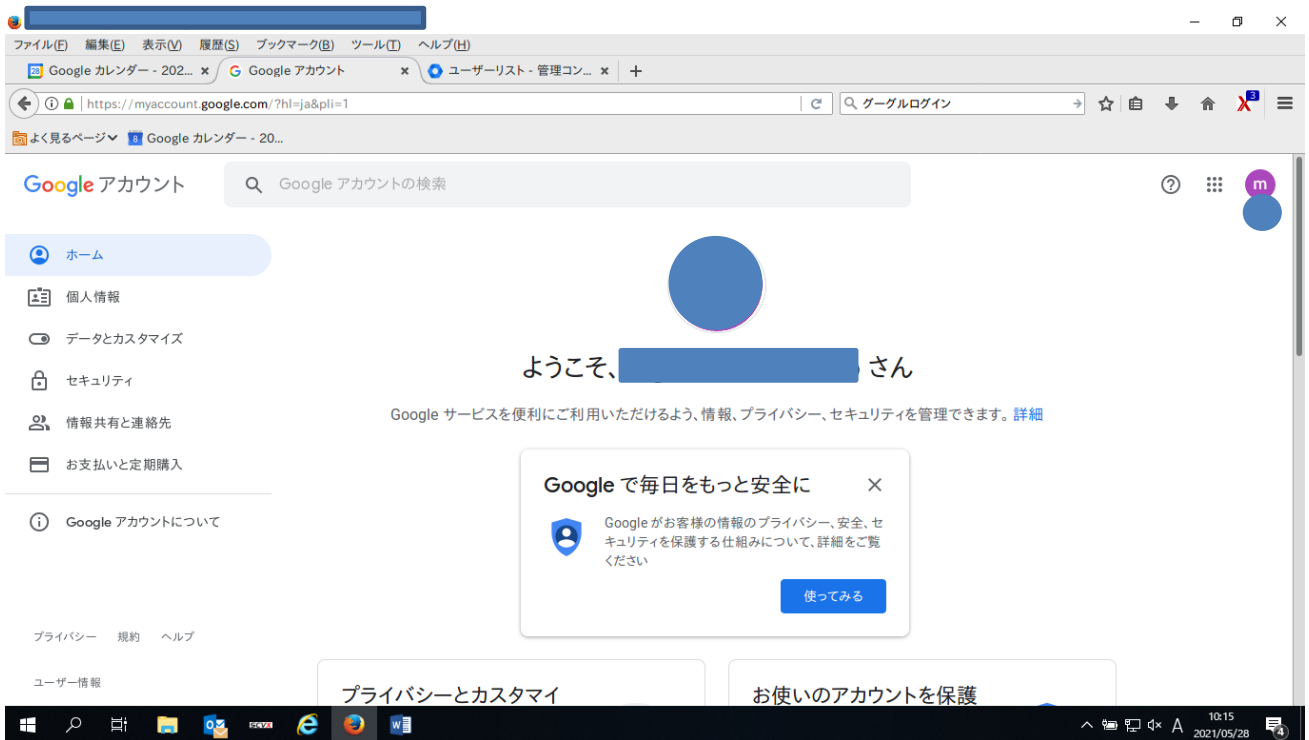 ファイル(F) 編集(E) 表示(V) 履歴(S) ブックマーク(B) ツール(T) ヘルプ(H)
28 Google カレンダー - 202... × G Google アカウント × ユーザーリスト - 管理コン... × +
https://myaccount.google.com/?hl=ja&pli=1 グーグルログイン 3
よく見るページ 8 Google カレンダー - 20...
Google アカウント Google アカウントの検索 m
ホーム
個人情報
データとカスタマイズ
セキュリティ
情報共有と連絡先
お支払いと定期購入
Google アカウントについて
プライバシー 規約 ヘルプ
ユーザー情報
ようこそ、 さん
Google サービスを便利にご利用いただけるよう、情報、プライバシー、セキュリティを管理できます。 詳細
Google で毎日をもっと安全に
Google がお客様の情報のプライバシー、安全、セ
キュリティを保護する仕組みについて、詳細をご覧
ください
使ってみる
プライバシーとカスタマイ
お使いのアカウントを保護
SCVX A 10:15
2021/05/28 4